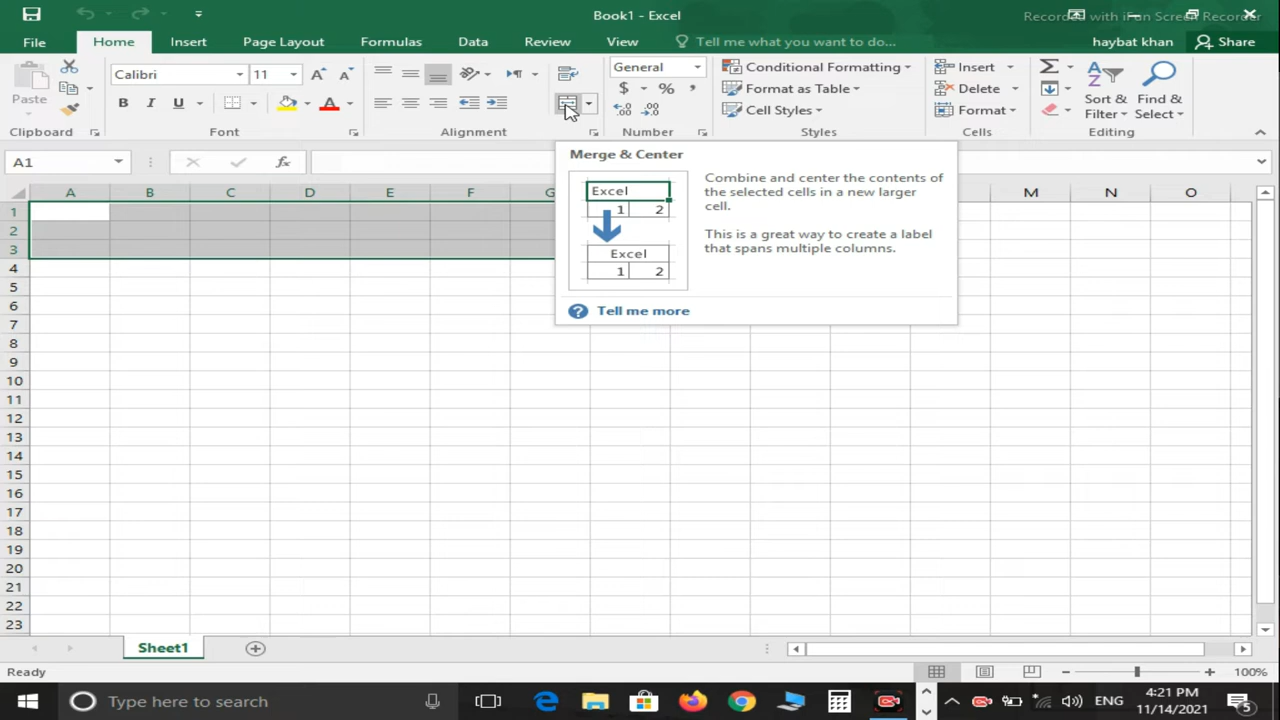 Book1 - Excel
Recorded with iFun Screen Recorder
File Home Insert Page Layout Formulas Data Review View Tell me what you want to do... haybat khan Share
Paste
Calibri 11
B I U A
General
$ % ,
Conditional Formatting
Format as Table
Cell Styles
Insert
Delete
Format
Sort & Filter
Find & Select
Clipboard Font Alignment Number Styles Cells Editing
A1
fx
Merge & Center
Excel
1 2
Excel
1 2
Combine and center the contents of
the selected cells in a new larger
cell.
This is a great way to create a label
that spans multiple columns.
Tell me more
A B C D E F G M N O
1
2
3
4
5
6
7
8
9
10
11
12
13
14
15
16
17
18
19
20
21
22
23
Sheet1
Ready
100%
Type here to search
ENG
4:21 PM
11/14/2021
5